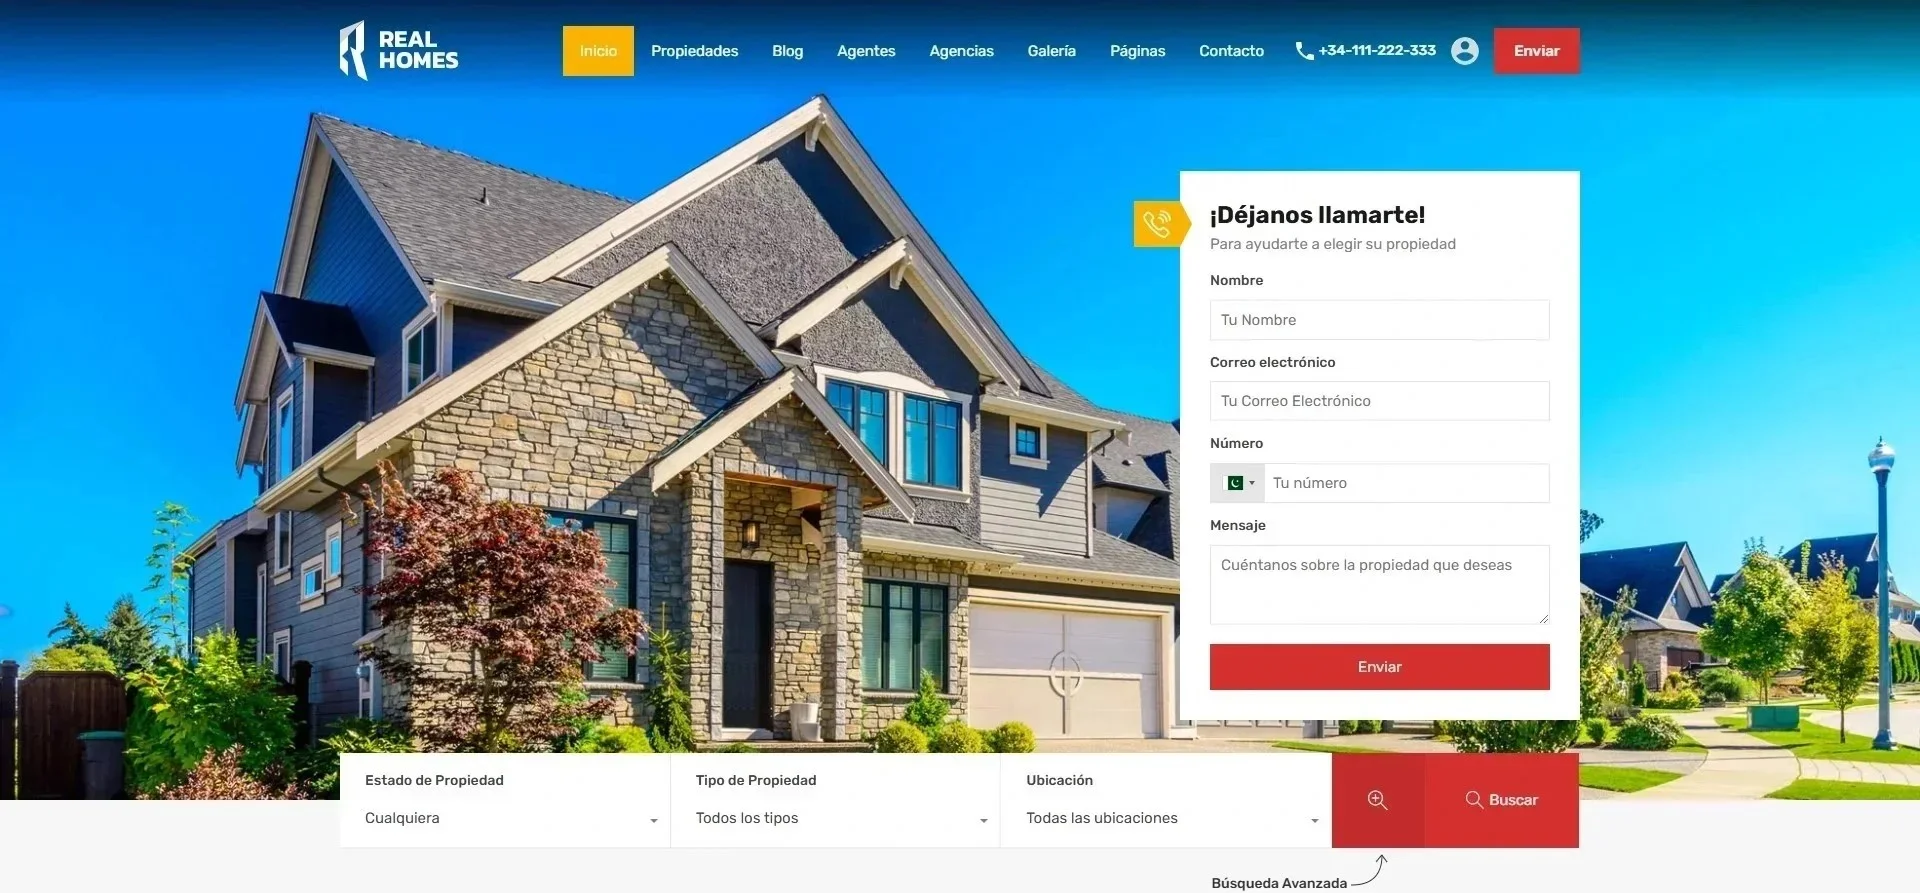 REAL
HOMES
Inicio
Propiedades
Blog
Agentes
Agencias
Galería
Páginas
Contacto
+34-111-222-333
Enviar
¡Déjanos llamarte!
Para ayudarte a elegir su propiedad
Nombre
Tu Nombre
Correo electrónico
Tu Correo Electrónico
Número
Tu número
Mensaje
Cuéntanos sobre la propiedad que deseas
Enviar
Estado de Propiedad
Cualquiera
Tipo de Propiedad
Todos los tipos
Ubicación
Todas las ubicaciones
Buscar
Búsqueda Avanzada